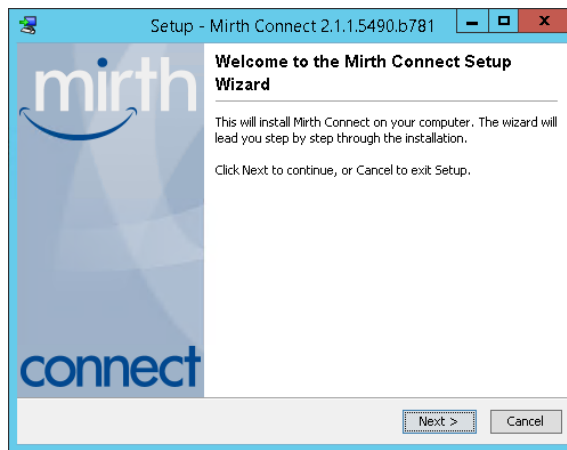 Setup - Mirth Connect 2.1.1.5490.b781
mirth
Welcome to the Mirth Connect Setup
Wizard
This will install Mirth Connect on your computer. The wizard will
lead you step by step through the installation.
Click Next to continue, or Cancel to exit Setup.
connect
Next >
Cancel